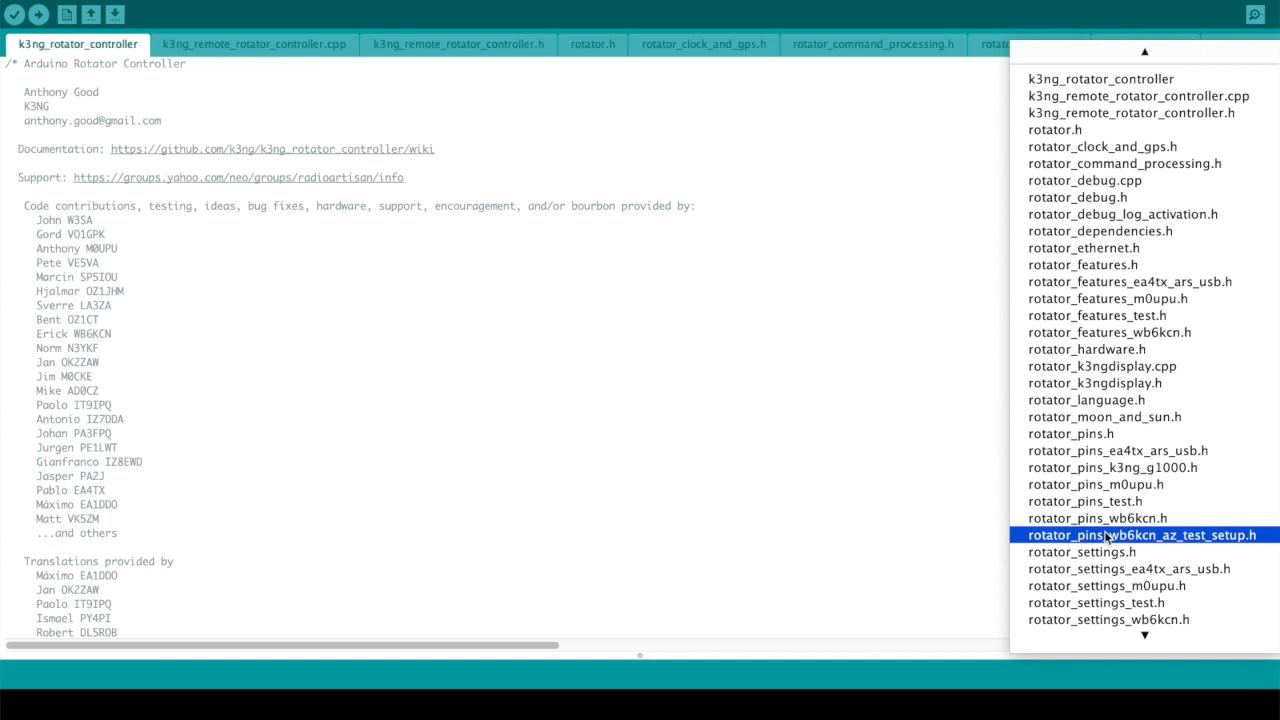 k3ng_rotator_controller
k3ng_remote_rotator_controller.cpp
k3ng_remote_rotator_controller.h
rotator.h
rotator_clock_and_gps.h
rotator_command_processing.h
/* Arduino Rotator Controller
Anthony Good
K3NG
anthony.good@gmail.com
Documentation: https://github.com/k3ng/k3ng_rotator_controller/wiki
Support: https://groups.yahoo.com/neo/groups/radioartisan/info
Code contributions, testing, ideas, bug fixes, hardware, support, encouragement, and/or bourbon provided by:
John W3SA
Gord VO1GPK
Anthony M0UPU
Pete VE5VA
Marcin SP5IOU
Hjalmar OZ1JHM
Sverre LA3ZA
Bent OZ1CT
Erick WB6KCN
Norm N3YKF
Jan OK2ZAW
Jim M0CKE
Mike AD0CZ
Paolo IT9IPQ
Antonio IZ7DDA
Johan PA3FPQ
Jurgen PE1LWT
Gianfranco IZ8EWD
Jasper PA2J
Pablo EA4TX
Máximo EA1DDO
Matt VK5ZM
...and others
Translations provided by
Máximo EA1DDO
Jan OK2ZAW
Paolo IT9IPQ
Ismael PY4PI
Robert DL5ROB
k3ng_rotator_controller
k3ng_remote_rotator_controller.cpp
k3ng_remote_rotator_controller.h
rotator.h
rotator_clock_and_gps.h
rotator_command_processing.h
rotator_debug.cpp
rotator_debug.h
rotator_debug_log_activation.h
rotator_dependencies.h
rotator_ethernet.h
rotator_features.h
rotator_features_ea4tx_ars_usb.h
rotator_features_m0upu.h
rotator_features_test.h
rotator_features_wb6kcn.h
rotator_hardware.h
rotator_k3ngdisplay.cpp
rotator_k3ngdisplay.h
rotator_language.h
rotator_moon_and_sun.h
rotator_pins.h
rotator_pins_ea4tx_ars_usb.h
rotator_pins_k3ng_g1000.h
rotator_pins_m0upu.h
rotator_pins_test.h
rotator_pins_wb6kcn.h
rotator_pins_wb6kcn_az_test_setup.h
rotator_settings.h
rotator_settings_ea4tx_ars_usb.h
rotator_settings_m0upu.h
rotator_settings_test.h
rotator_settings_wb6kcn.h